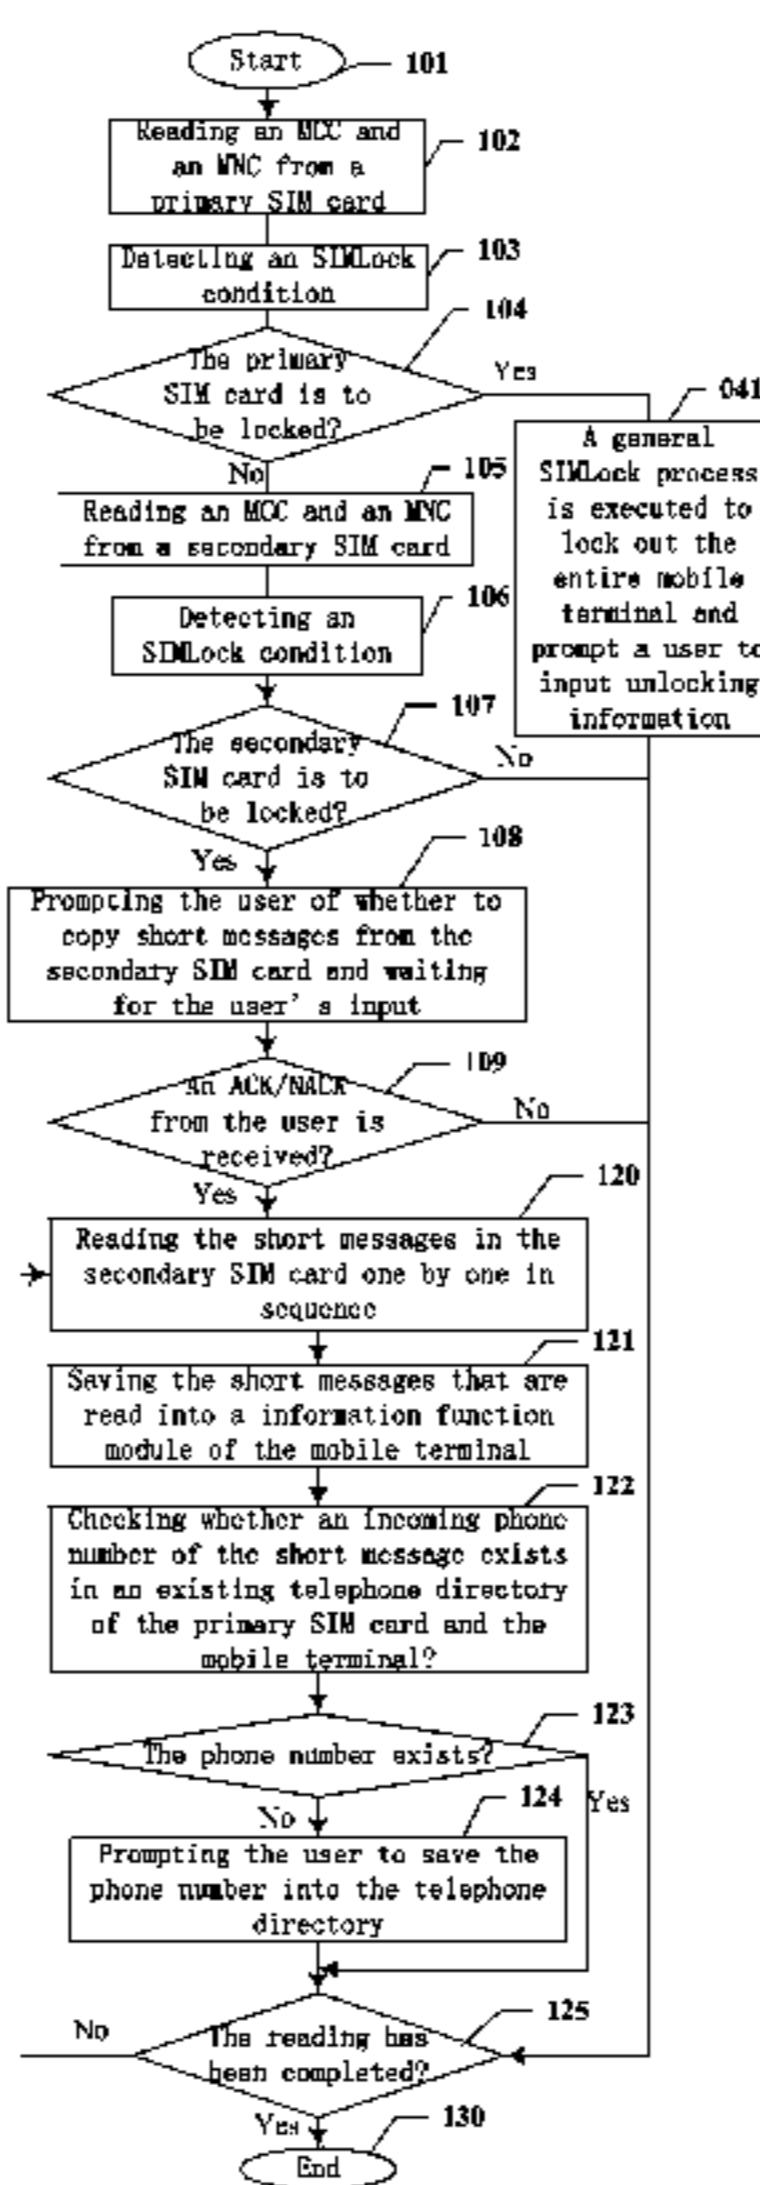 Start
101
Reading an MCC and
an MNC from a
primary SIM card
102
Detecting an SIMLock
condition
103
104
The primary
SIM card is to
be locked?
Yes
No
041
A general
SIMLock process
is executed to
lock out the
entire mobile
terminal and
prompt a user to
input unlocking
information
105
Reading an MCC and an MNC
from a secondary SIM card
106
Detecting an
SIMLock condition
107
The secondary
SIM card is to
be locked?
No
Yes
108
Prompting the user of whether to
copy short messages from the
secondary SIM card and waiting
for the user's input
109
An ACK/NACK
from the user is
received?
No
Yes
120
Reading the short messages in the
secondary SIM card one by one in
sequence
121
Saving the short messages that are
read into a information function
module of the mobile terminal
122
Checking whether an incoming phone
number of the short message exists
in an existing telephone directory
of the primary SIM card and the
mobile terminal?
123
The phone number exists?
Yes
No
124
Prompting the user to save the
phone number into the telephone
directory
125
No
The reading has
been completed?
Yes
130
End